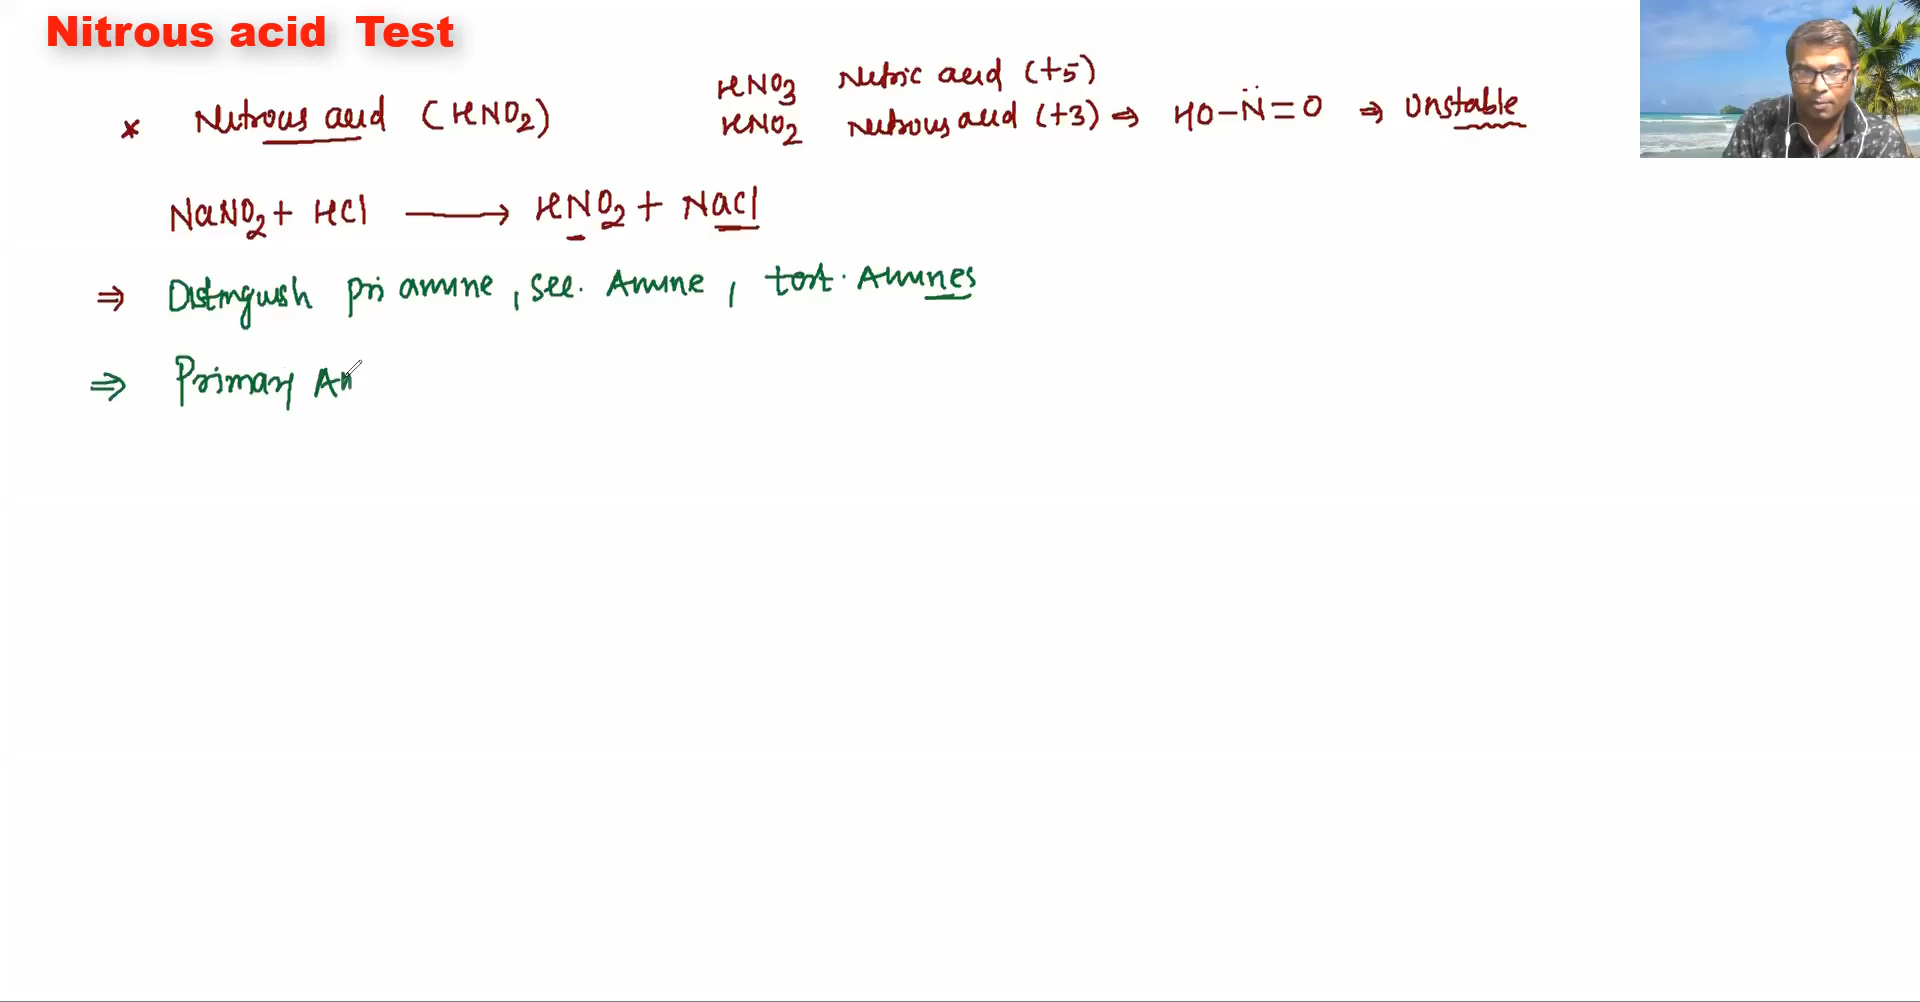 Nitrous acid Test
HNO3 Nitric acid (+5)
* Nitrous acid (HNO2)
HNO2 Nitrous acid (+3) ⇒ HO-N̈=O ⇒ Unstable
NaNO2 + HCl ⟶ HNO2 + NaCl
⇒ Distinguish pri amine, sec. Amine, tert. Amines
⇒ Primary Am